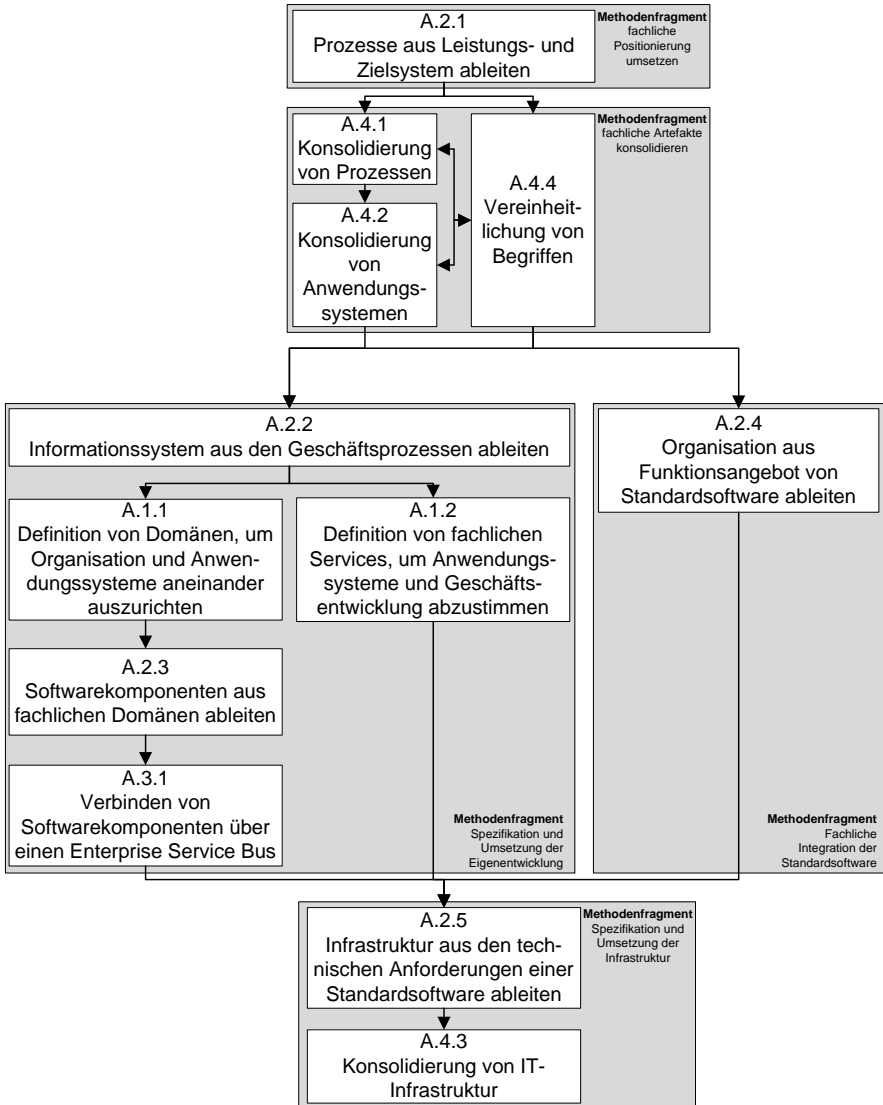 A.2.1
Prozesse aus Leistungs- und
Zielsystem ableiten
Methodenfragment
fachliche
Positionierung
umsetzen
A.4.1
Konsolidierung
von Prozessen
A.4.2
Konsolidierung
von
Anwendungs-
systemen
A.4.4
Vereinheit-
lichung von
Begriffen
Methodenfragment
fachliche Artefakte
konsolidieren
A.2.2
Informationssystem aus den Geschäftsprozessen ableiten
A.1.1
Definition von Domänen, um
Organisation und Anwen-
dungssysteme aneinander
auszurichten
A.1.2
Definition von fachlichen
Services, um Anwendungs-
systeme und Geschäfts-
entwicklung abzustimmen
A.2.3
Softwarekomponenten aus
fachlichen Domänen ableiten
A.3.1
Verbinden von
Softwarekomponenten über
einen Enterprise Service Bus
Methodenfragment
Spezifikation und
Umsetzung der
Eigenentwicklung
A.2.4
Organisation aus
Funktionsangebot von
Standardsoftware ableiten
Methodenfragment
Fachliche
Integration der
Standardsoftware
A.2.5
Infrastruktur aus den tech-
nischen Anforderungen einer
Standardsoftware ableiten
Methodenfragment
Spezifikation und
Umsetzung der
Infrastruktur
A.4.3
Konsolidierung von IT-
Infrastruktur